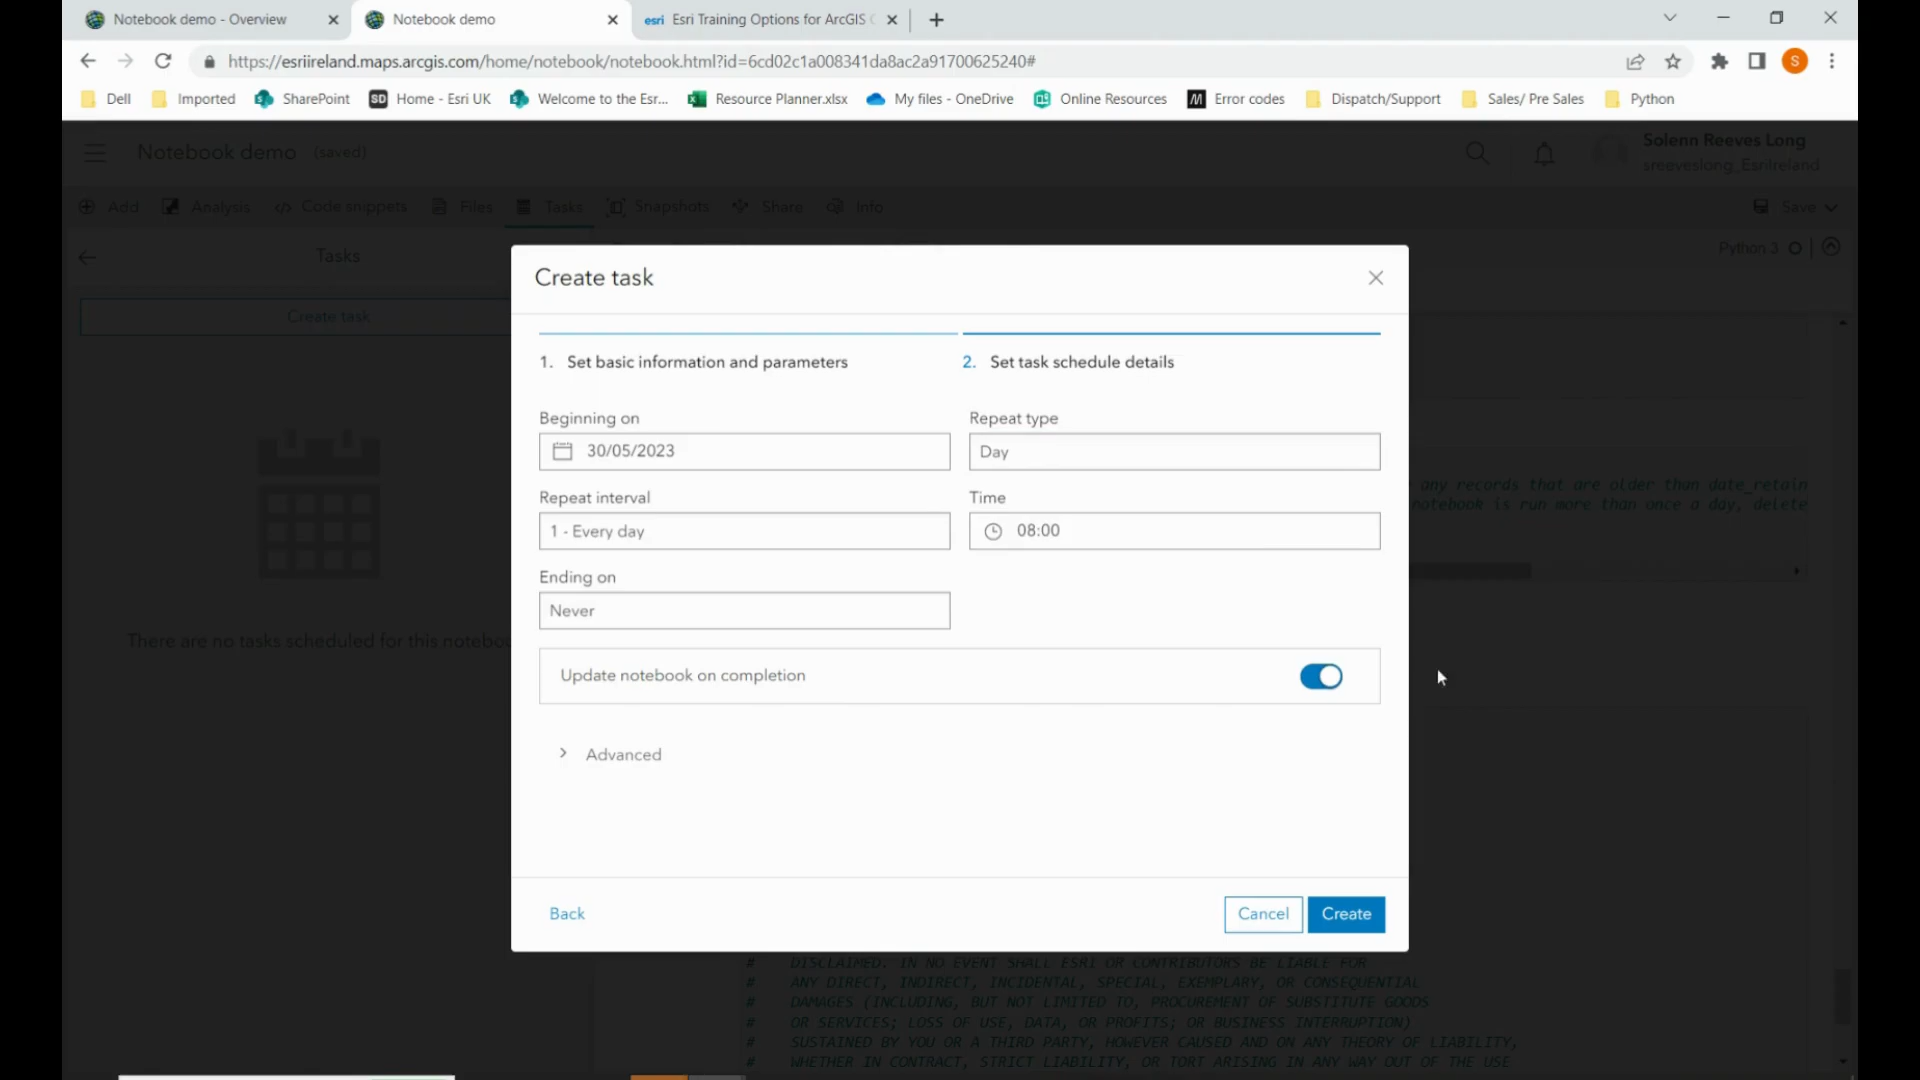 Notebook demo - Overview
Notebook demo
esri Esri Training Options for ArcGIS
https://esriireland.maps.arcgis.com/home/notebook/notebook.html?id=6cd02c1a008341da8ac2a91700625240#
S
Dell
Imported
SharePoint
SD Home - Esri UK
Welcome to the Esr...
Resource Planner.xlsx
My files - OneDrive
Online Resources
M Error codes
Dispatch/Support
Sales/ Pre Sales
Python
Notebook demo (saved)
Solenn Reeves Long
sreeveslong_EsriIreland
Add
Analysis
Code snippets
Files
Tasks
Snapshots
Share
Info
Save
Tasks
Python 3
Create task
There are no tasks scheduled for this
any records that are older than date_retain
notebook is run more than once a day, delete
Create task
1. Set basic information and parameters
2. Set task schedule details
Beginning on
30/05/2023
Repeat type
Day
Repeat interval
1 - Every day
Time
08:00
Ending on
Never
Update notebook on completion
Advanced
Back
Cancel
Create
# DISCLAIMED. IN NO EVENT SHALL ESRI OR CONTRIBUTORS BE LIABLE FOR
# ANY DIRECT, INDIRECT, INCIDENTAL, SPECIAL, EXEMPLARY, OR CONSEQUENTIAL
# DAMAGES (INCLUDING, BUT NOT LIMITED TO, PROCUREMENT OF SUBSTITUTE GOODS
# OR SERVICES; LOSS OF USE, DATA, OR PROFITS; OR BUSINESS INTERRUPTION)
# SUSTAINED BY YOU OR A THIRD PARTY, HOWEVER CAUSED AND ON ANY THEORY OF LIABILITY,
# WHETHER IN CONTRACT, STRICT LIABILITY, OR TORT ARISING IN ANY WAY OUT OF THE USE